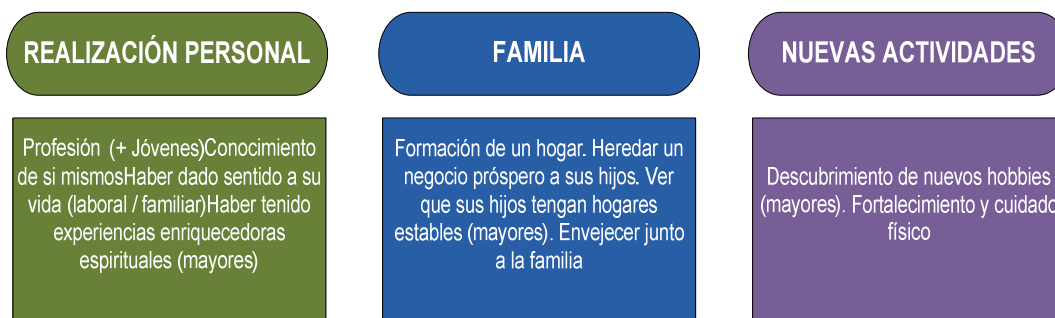 REALIZACIÓN PERSONAL
Profesión (+ Jóvenes)Conocimiento
de si mismosHaber dado sentido a su
vida (laboral / familiar)Haber tenido
experiencias enriquecedoras
espirituales (mayores)
FAMILIA
Formación de un hogar. Heredar un
negocio próspero a sus hijos. Ver
que sus hijos tengan hogares
estables (mayores). Envejecer junto
a la familia
NUEVAS ACTIVIDADES
Descubrimiento de nuevos hobbies
(mayores). Fortalecimiento y cuidado
físico